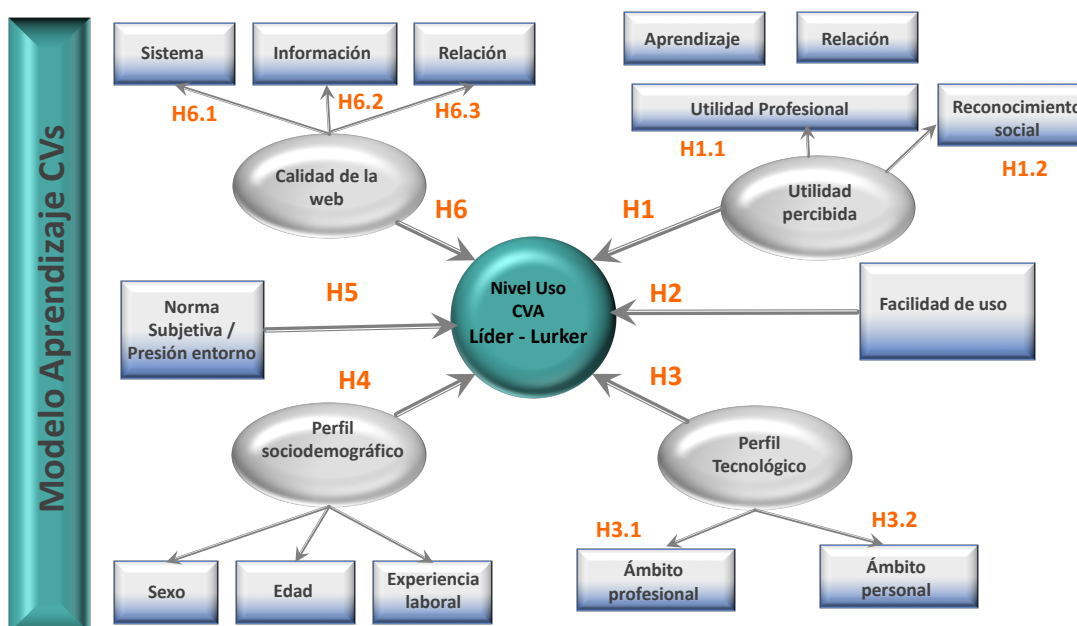 Modelo Aprendizaje CVs
Sistema
Información
Relación
Aprendizaje
Relación
H6.1
H6.2
H6.3
Utilidad Profesional
Reconocimiento
social
H1.1
H1.2
Calidad de la
web
Utilidad
percibida
H6
H1
Nivel Uso
CVA
Líder - Lurker
H5
Norma
Subjetiva /
Presión entorno
H2
Facilidad de uso
H4
H3
Perfil
sociodemográfico
Perfil
Tecnológico
H3.1
H3.2
Sexo
Edad
Experiencia
laboral
Ámbito
profesional
Ámbito
personal